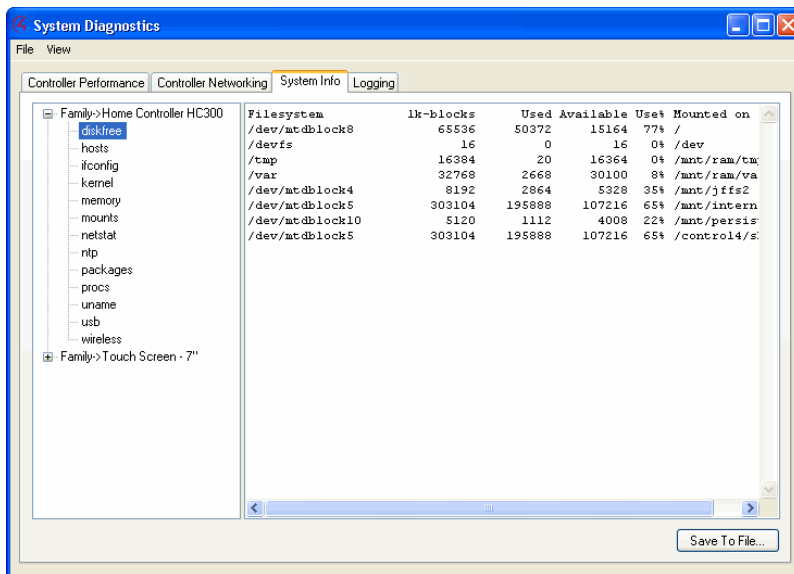 System Diagnostics
File View
Controller Performance Controller Networking System Info Logging
Family->Home Controller HC300
diskfree
hosts
ifconfig
kernel
memory
mounts
netstat
ntp
packages
procs
uname
usb
wireless
Family->Touch Screen - 7"
Filesystem 1k-blocks Used Available Use% Mounted on
/dev/mtdblock8 65536 50372 15164 77% /
/devfs 16 0 16 0% /dev
/tmp 16384 20 16364 0% /mnt/ram/tmp
/var 32768 2668 30100 8% /mnt/ram/va
/dev/mtdblock4 8192 2864 5328 35% /mnt/jffs2
/dev/mtdblock5 303104 195888 107216 65% /mnt/intern
/dev/mtdblock10 5120 1112 4008 22% /mnt/persis
/dev/mtdblock5 303104 195888 107216 65% /control4/sl
Save To File...